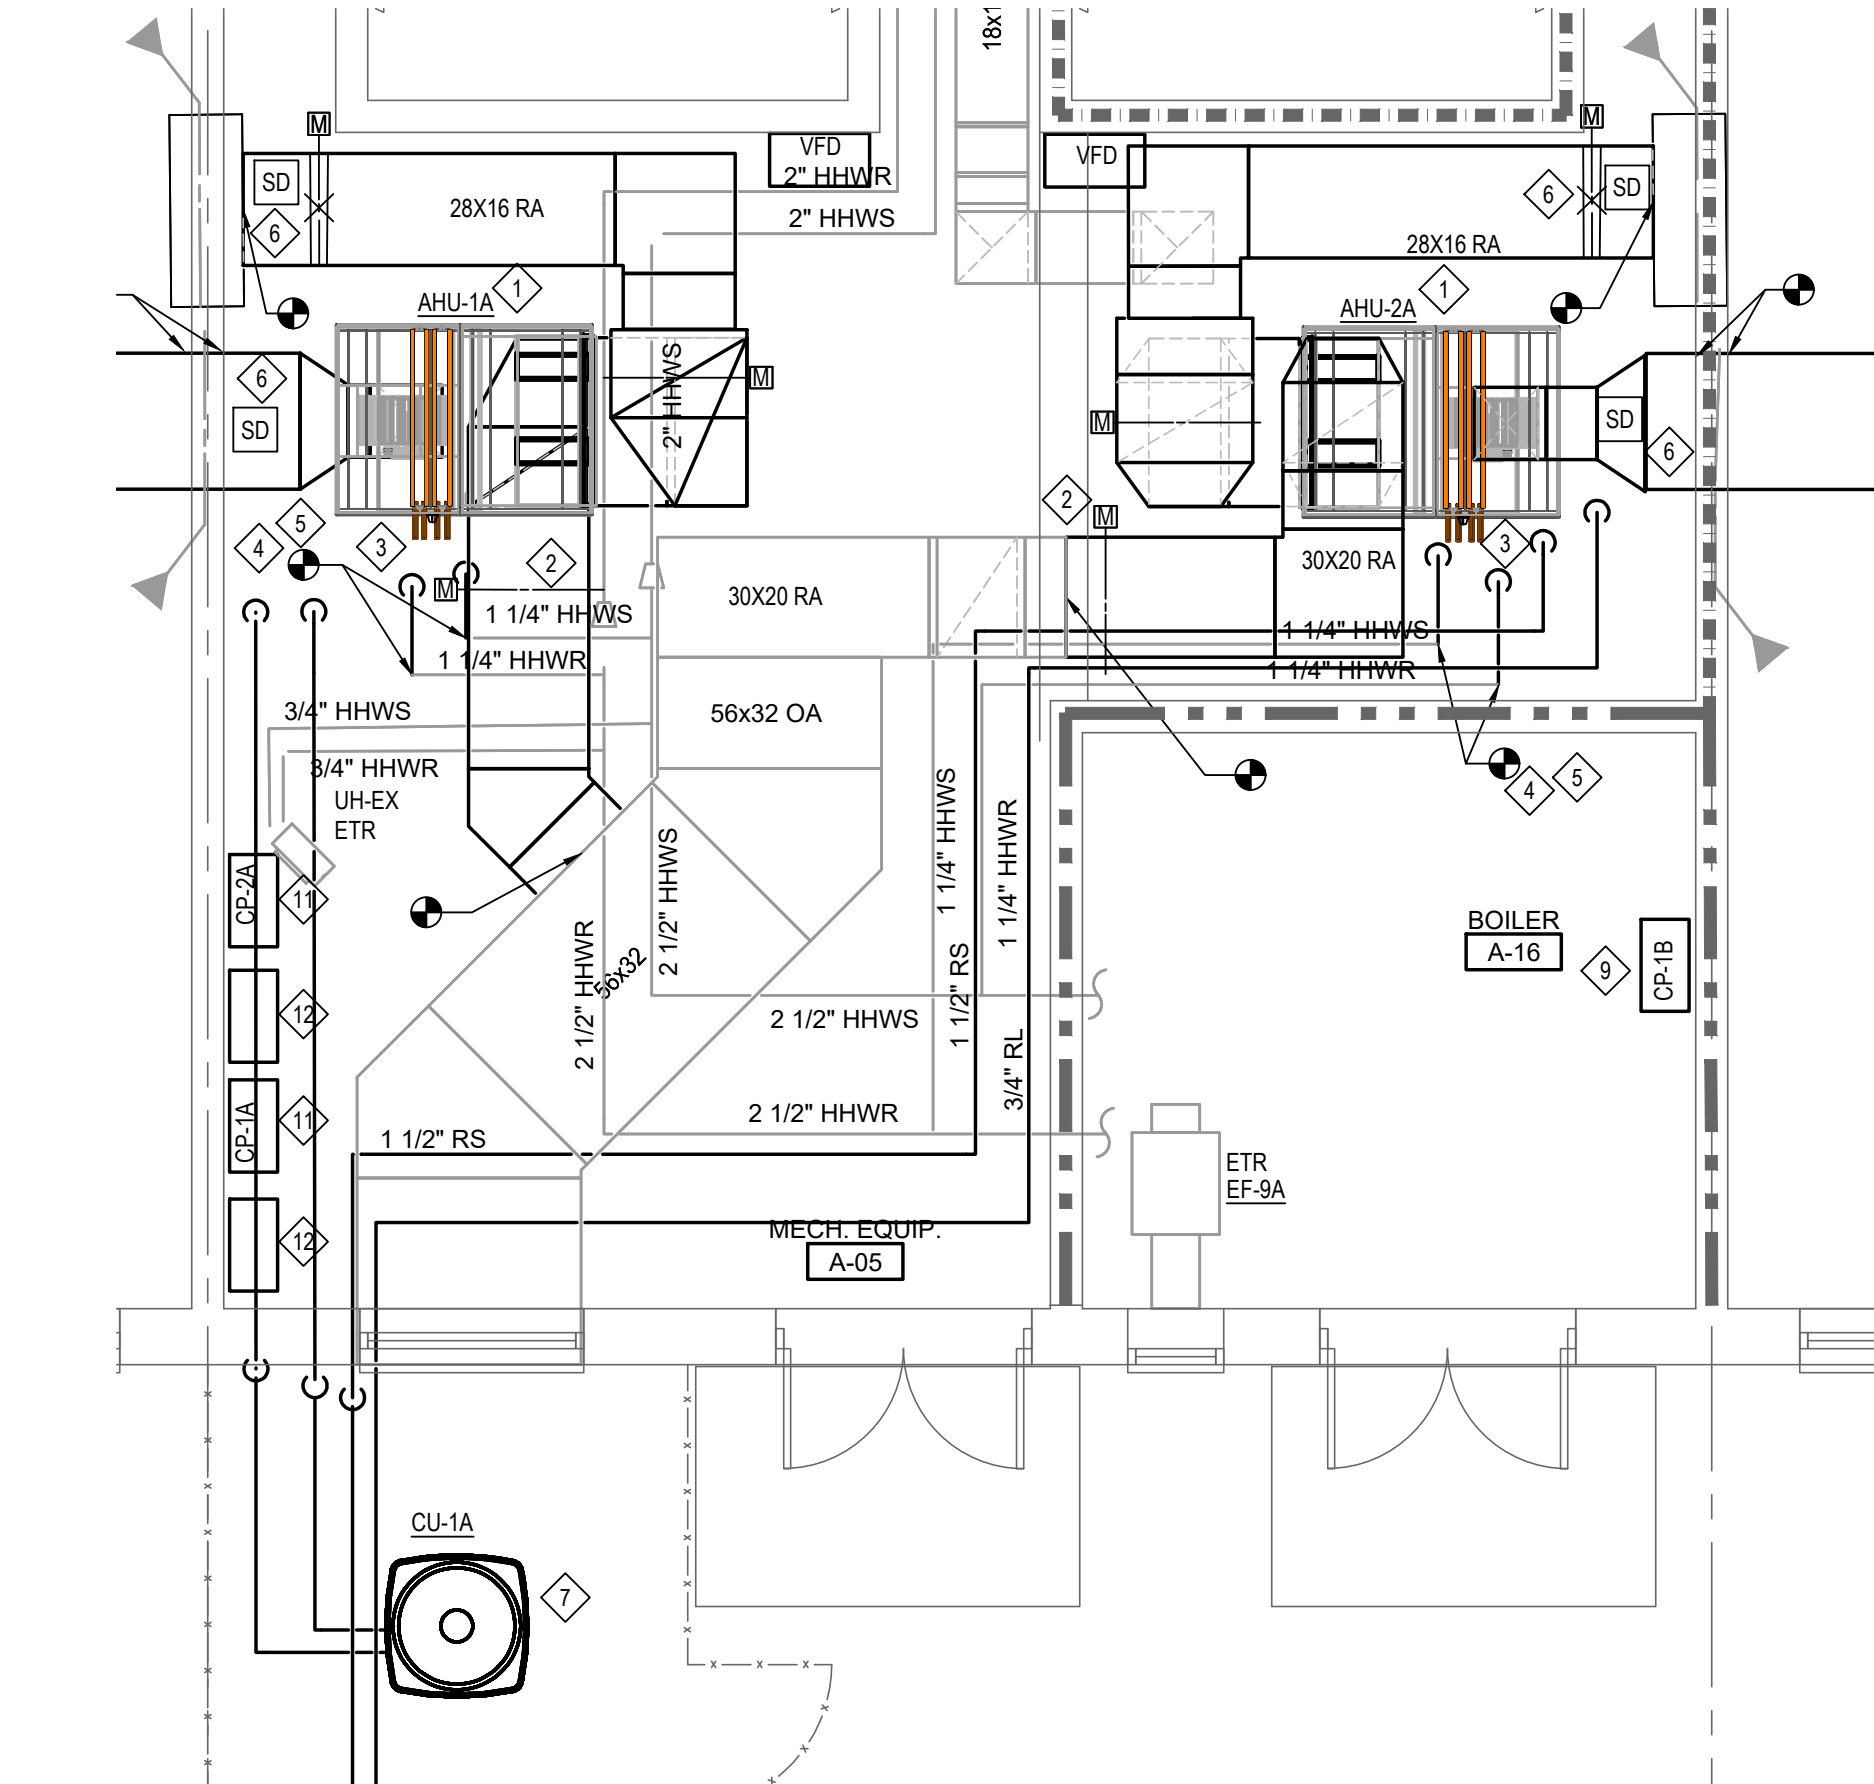 18x1
M
M
VFD
VFD
SD
2" HHWR
SD
6
28X16 RA
2" HHWS
6
6
28X16 RA
1
1
AHU-1A
AHU-2A
6
2" HHWS
M
SD
M
SD
6
2
M
5
4
3
2
3
M
30X20 RA
30X20 RA
1 1/4" HHWS
1 1/4" HHWS
1 1/4" HHWR
1 1/4" HHWR
3/4" HHWS
56x32 OA
3/4" HHWR
UH-EX
ETR
4
5
1 1/4" HHWS
1 1/4" HHWR
2 1/2" HHWS
CP-2A
11
BOILER
A-16
9
CP-1B
2 1/2" HHWR
56x32
1 1/2" RS
12
2 1/2" HHWS
3/4" RL
CP-1A
11
2 1/2" HHWR
1 1/2" RS
ETR
EF-9A
12
MECH. EQUIP.
A-05
CU-1A
7